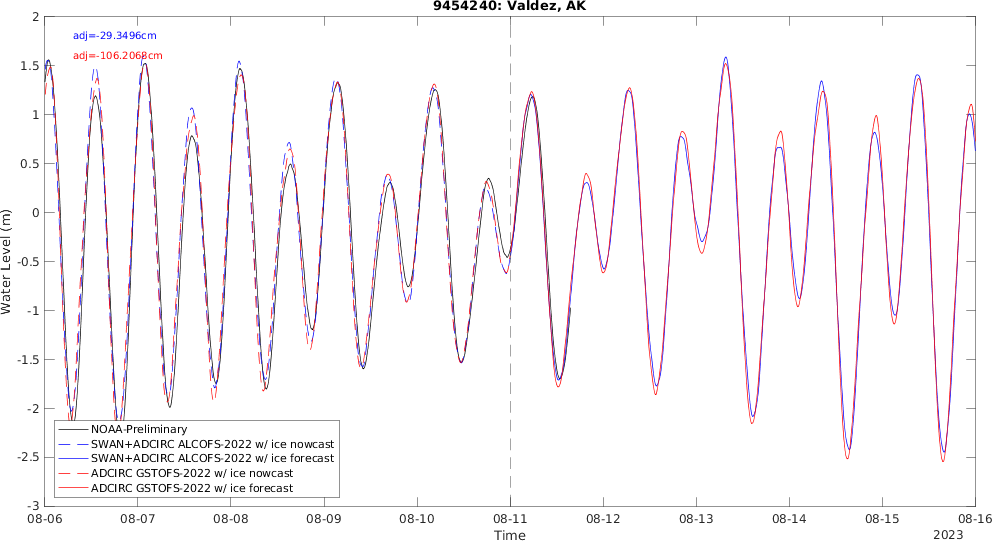 9454240: Valdez, AK
adj=-29.3496cm
adj=-106.2068cm
2
1.5
1
0.5
0
-0.5
-1
-1.5
-2
-2.5
-3
Water Level (m)
NOAA-Preliminary
SWAN+ADCIRC ALCOFS-2022 w/ ice nowcast
SWAN+ADCIRC ALCOFS-2022 w/ ice forecast
ADCIRC GSTOFS-2022 w/ ice nowcast
ADCIRC GSTOFS-2022 w/ ice forecast
08-06 08-07 08-08 08-09 08-10 08-11 08-12 08-13 08-14 08-15 08-16
Time
2023